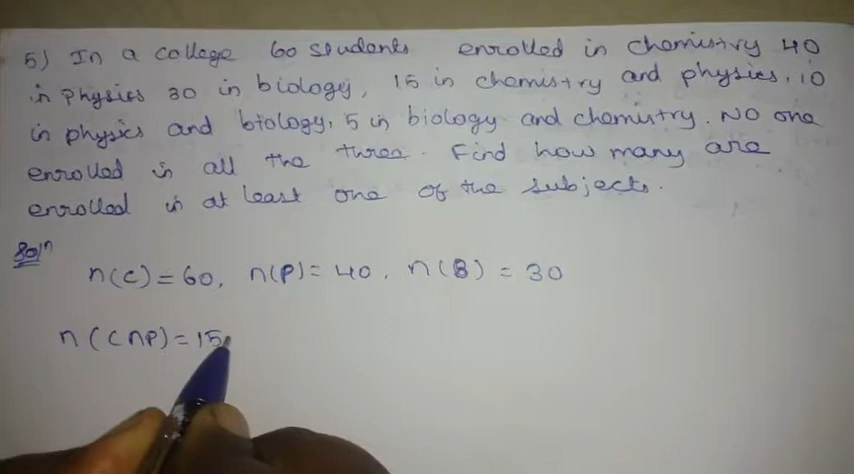 5) In a college 60 students enrolled in chemistry 40
in physics 30 in biology, 15 in chemistry and physics, 10
in physics and biology, 5 in biology and chemistry. No one
enrolled in all the three. Find how many are
enrolled in at least one of the subjects.
Soln
n(C) = 60, n(P) = 40, n(B) = 30
n(C∩P) = 15